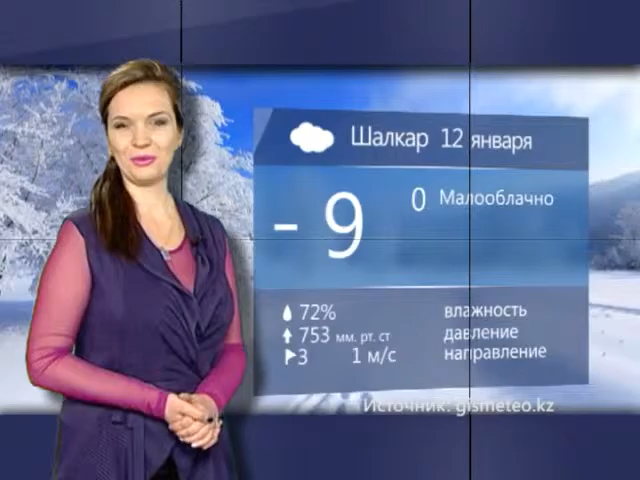 Шалкар 12 января
0 Малооблачно
- 9
72% влажность
753 мм. рт. ст давление
3 1 м/с направление
Источник: gismeteo.kz